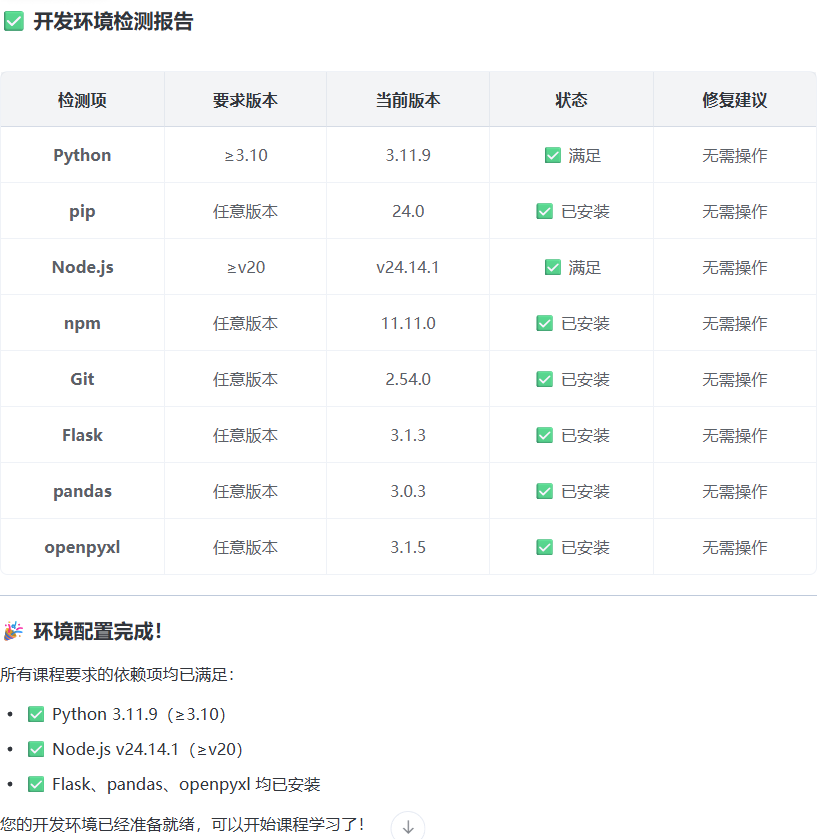 ✅ 开发环境检测报告
检测项 要求版本 当前版本 状态 修复建议
Python ≥3.10 3.11.9 ✅ 满足 无需操作
pip 任意版本 24.0 ✅ 已安装 无需操作
Node.js ≥v20 v24.14.1 ✅ 满足 无需操作
npm 任意版本 11.11.0 ✅ 已安装 无需操作
Git 任意版本 2.54.0 ✅ 已安装 无需操作
Flask 任意版本 3.1.3 ✅ 已安装 无需操作
pandas 任意版本 3.0.3 ✅ 已安装 无需操作
openpyxl 任意版本 3.1.5 ✅ 已安装 无需操作
🎉 环境配置完成！
所有课程要求的依赖项均已满足：
• ✅ Python 3.11.9（≥3.10）
• ✅ Node.js v24.14.1（≥v20）
• ✅ Flask、pandas、openpyxl 均已安装
您的开发环境已经准备就绪，可以开始课程学习了！